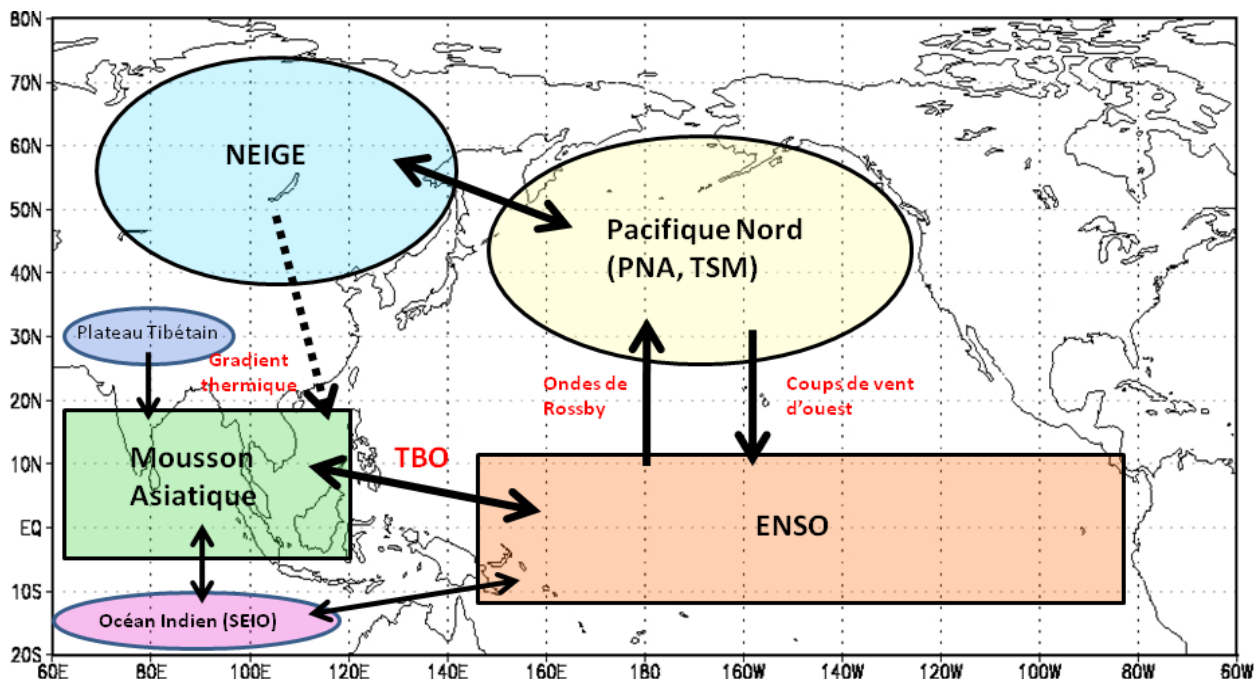 80N
70N
NEIGE
60N
50N
Pacifique Nord
(PNA, TSM)
40N
Plateau Tibétain
30N
Gradient
thermique
Ondes de
Rossby
Coups de vent
d'ouest
20N
Mousson
Asiatique
TBO
10N
ENSO
EQ
10S
Océan Indien (SEIO)
20S
60E 80E 100E 120E 140E 160E 180 160W 140W 120W 100W 80W 60W